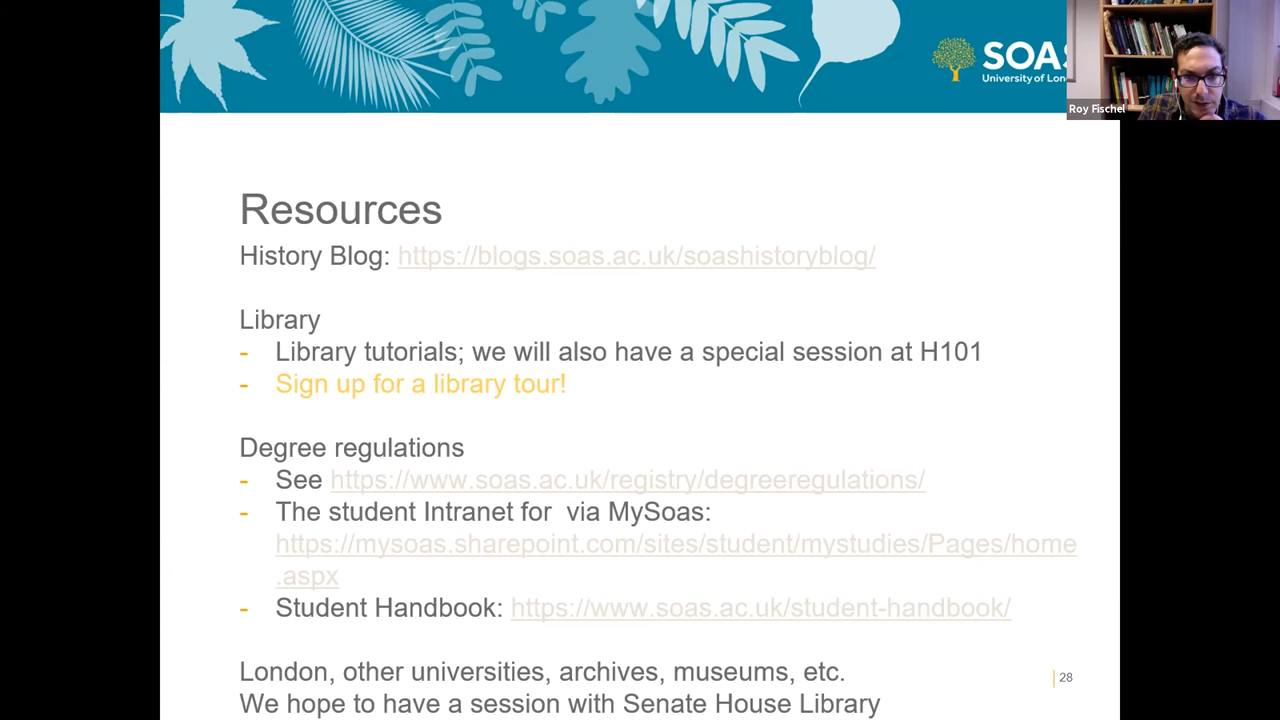 SOAS
University of Lon
Roy Fischel
Resources
History Blog: https://blogs.soas.ac.uk/soashistoryblog/
Library
- Library tutorials; we will also have a special session at H101
- Sign up for a library tour!
Degree regulations
- See https://www.soas.ac.uk/registry/degreeregulations/
- The student Intranet for  via MySoas:
https://mysoas.sharepoint.com/sites/student/mystudies/Pages/home
.aspx
- Student Handbook: https://www.soas.ac.uk/student-handbook/
London, other universities, archives, museums, etc.
We hope to have a session with Senate House Library
28